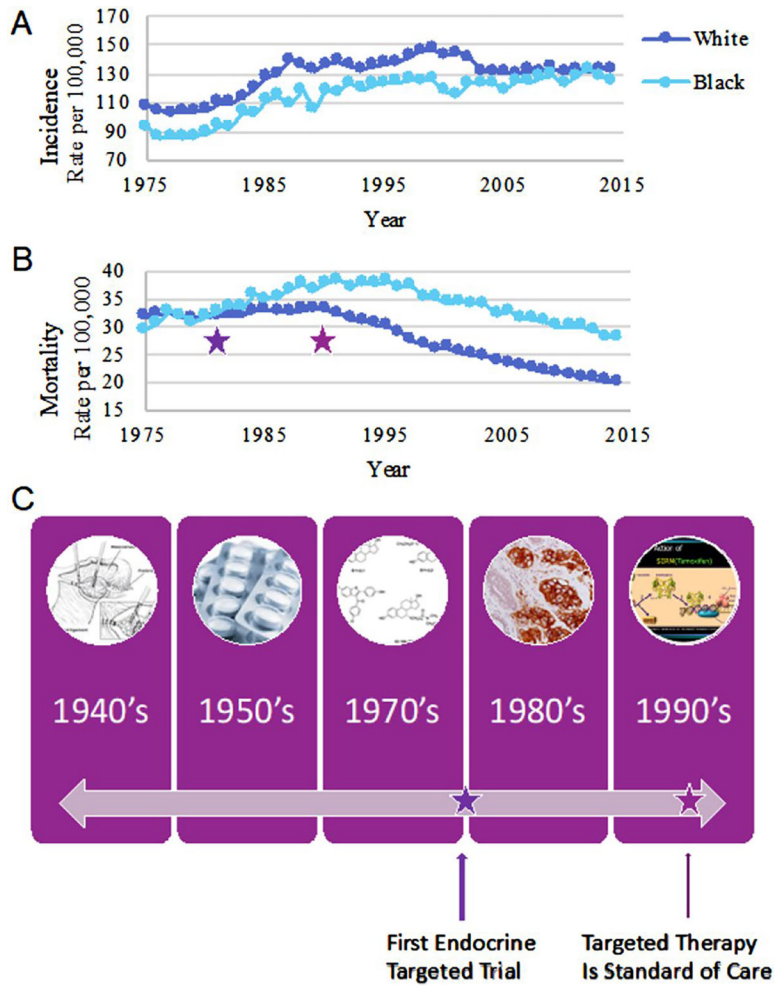 A
Incidence
Rate per 100,000
170
150
130
110
90
70
1975
1985
1995
2005
2015
Year
White
Black
B
Mortality
Rate per 100,000
40
35
30
25
20
15
1975
1985
1995
2005
2015
Year
C
Action of
SERM(Tamoxifen)
1940's
1950's
1970's
1980's
1990's
First Endocrine
Targeted Trial
Targeted Therapy
Is Standard of Care